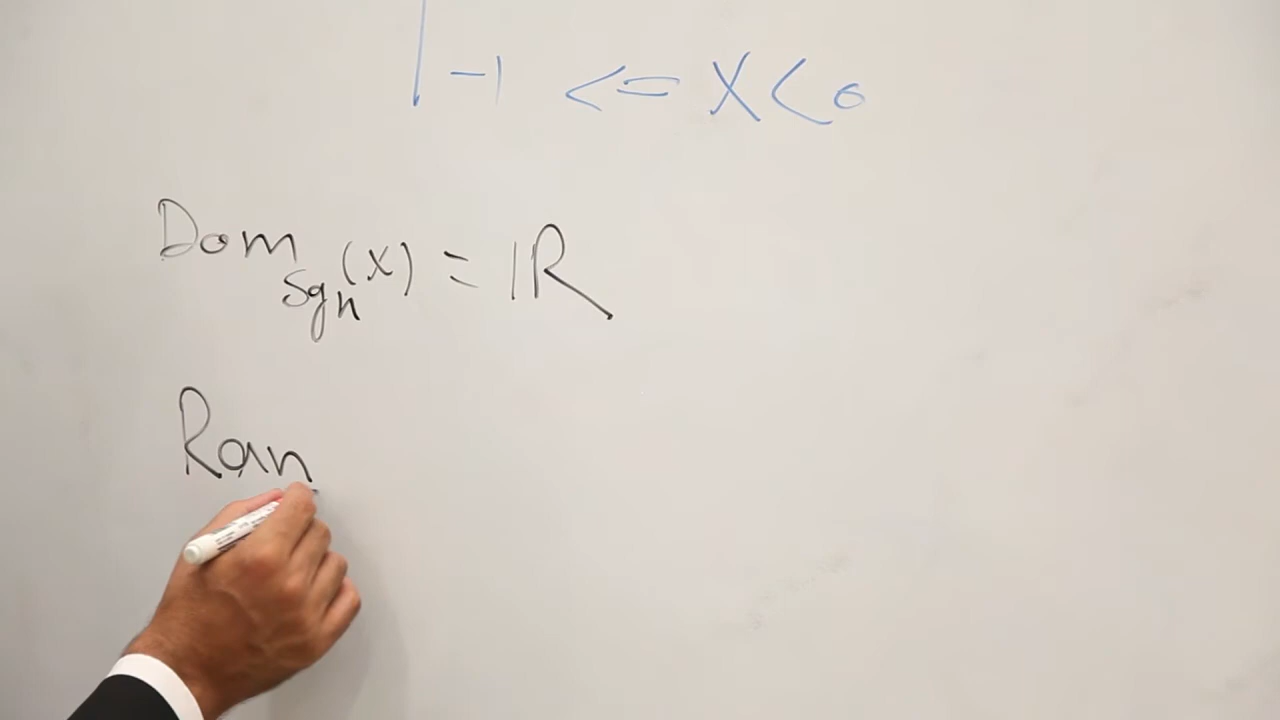 -1 <= X<0
Dom sgn(x) = IR
Ran